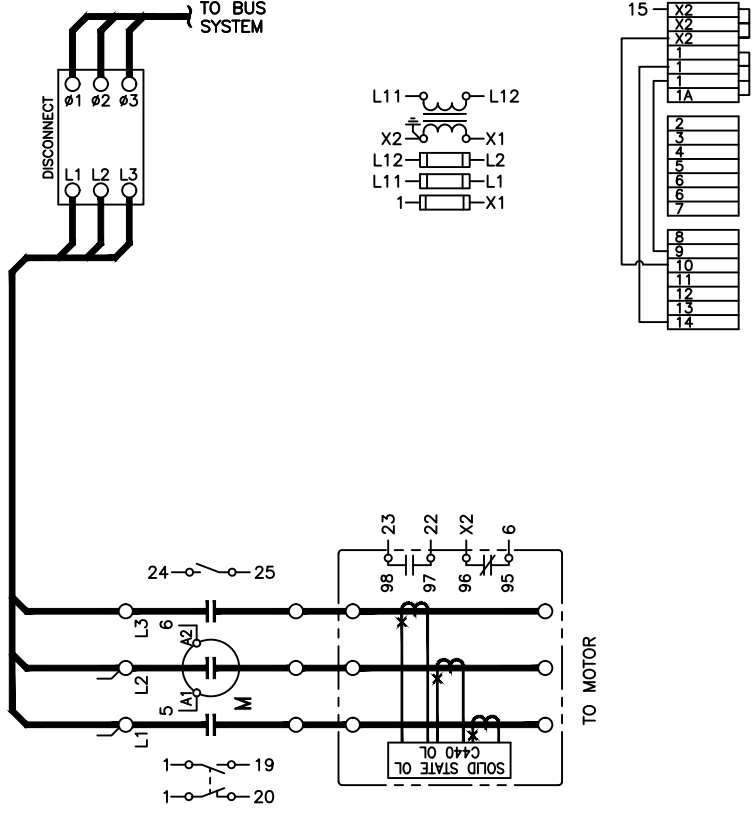 TO BUS
SYSTEM
DISCONNECT
ø1 ø2 ø3
L1 L2 L3
L11 L12
X2 X1
L12 L2
L11 L1
1 X1
15 X2
X2
X2
1
1
1
1A
2
3
4
5
6
6
7
8
9
10
11
12
13
14
23 22 X2 6
98 97 96 95
24 25
L3
6
A2
L2
5
A1
M
L1
TO MOTOR
SOLID STATE OL
C440 OL
1 19
1 20